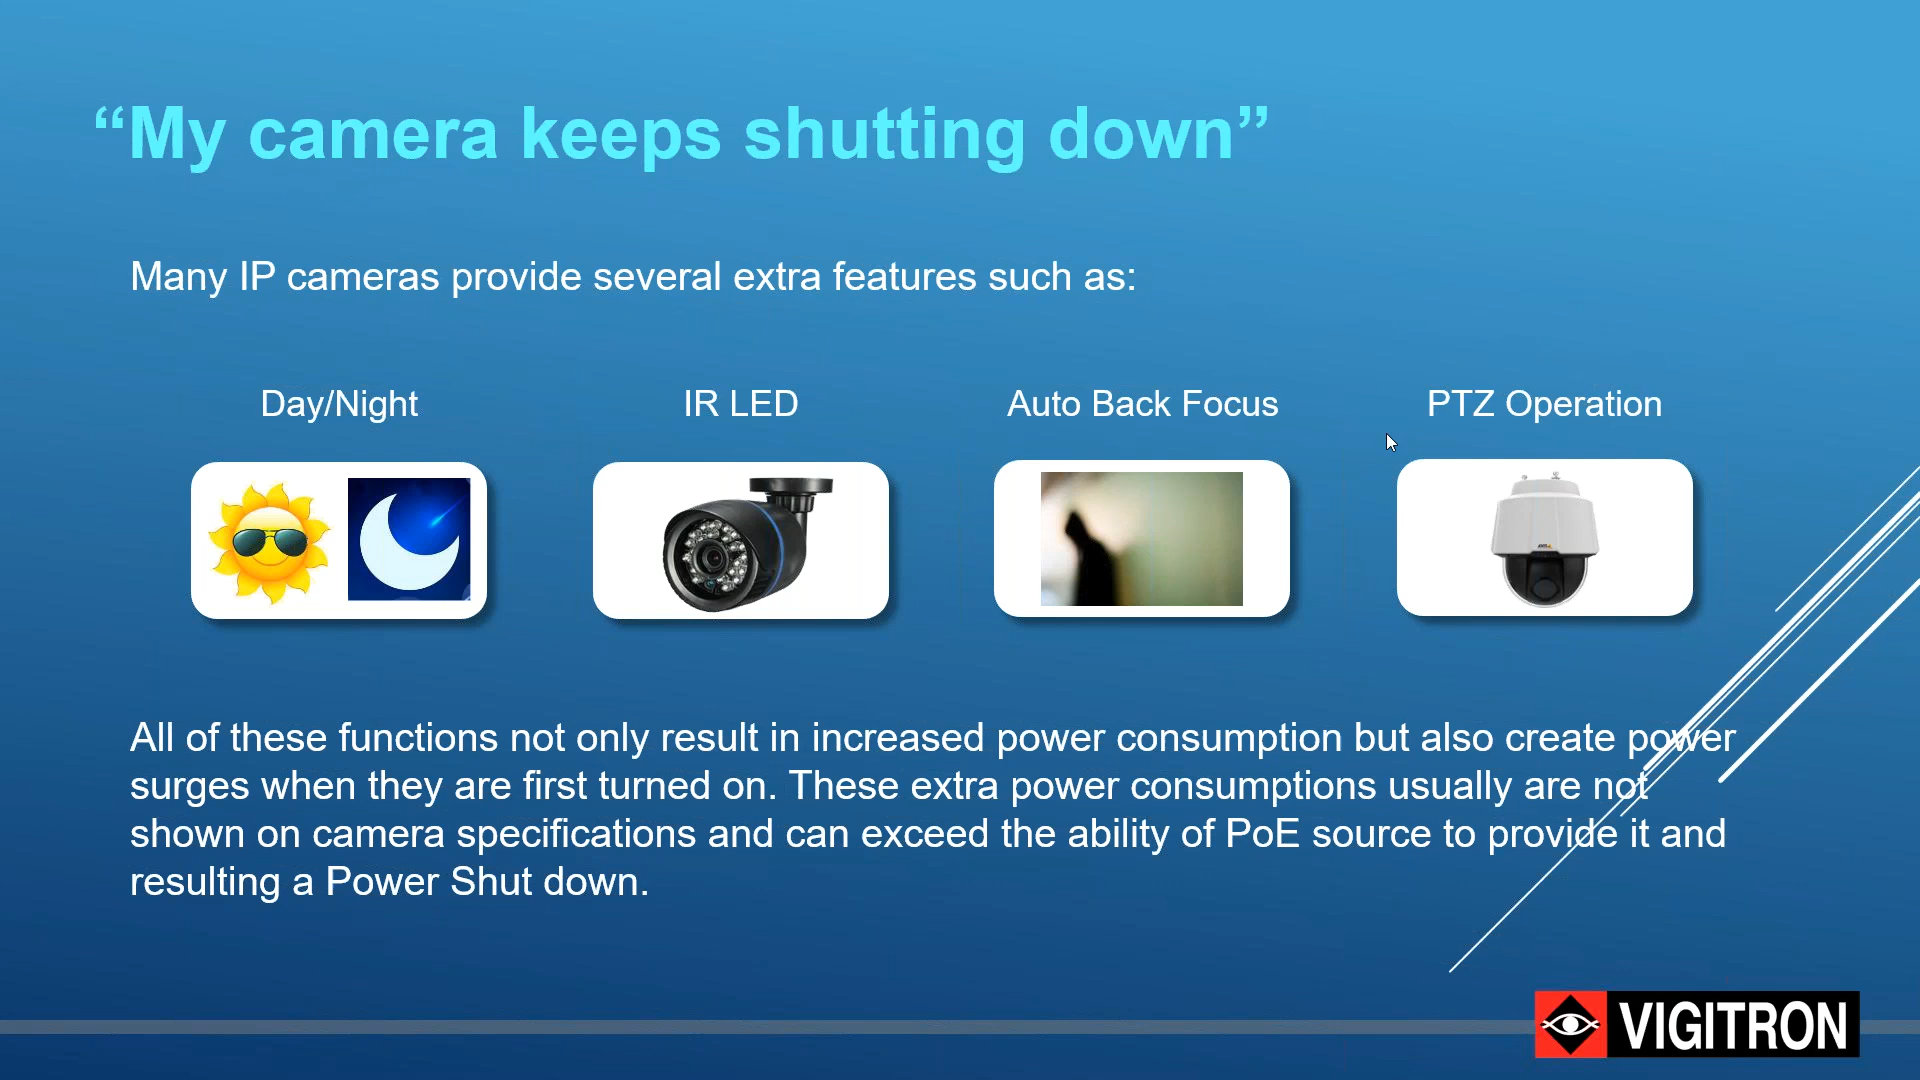 “My camera keeps shutting down”
Many IP cameras provide several extra features such as:
Day/Night
IR LED
Auto Back Focus
PTZ Operation
All of these functions not only result in increased power consumption but also create power
surges when they are first turned on. These extra power consumptions usually are not
shown on camera specifications and can exceed the ability of PoE source to provide it and
resulting a Power Shut down.
VIGITRON